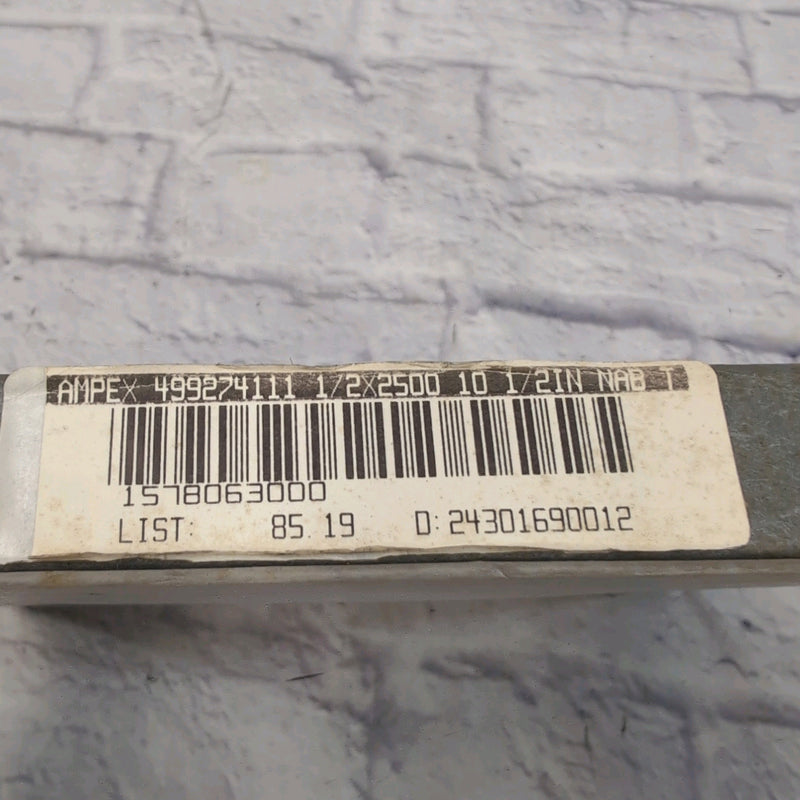 AMPEX 499274111 1/2X2500 10 1/2IN NAB T
1578063000
LIST: 85.19 D:24301690012